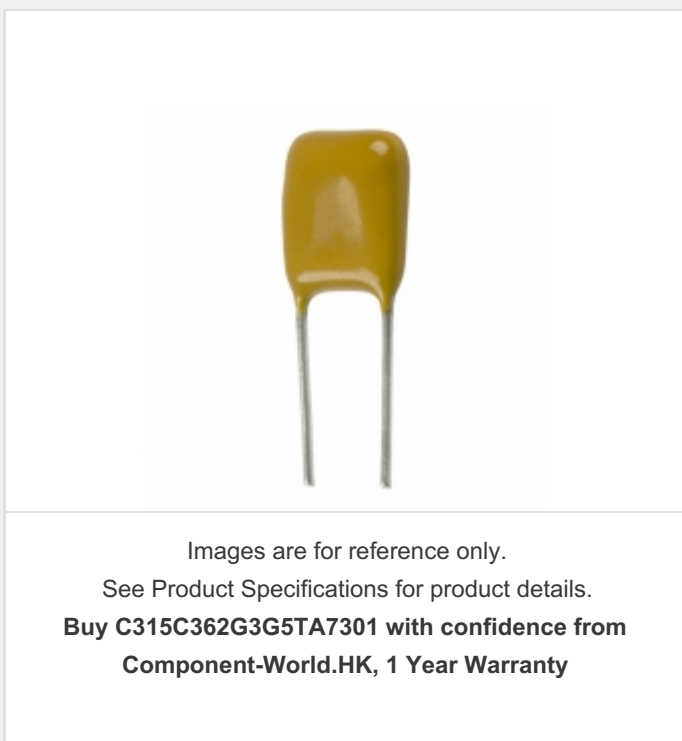 Images are for reference only.
See Product Specifications for product details.
Buy C315C362G3G5TA7301 with confidence from
Component-World.HK, 1 Year Warranty